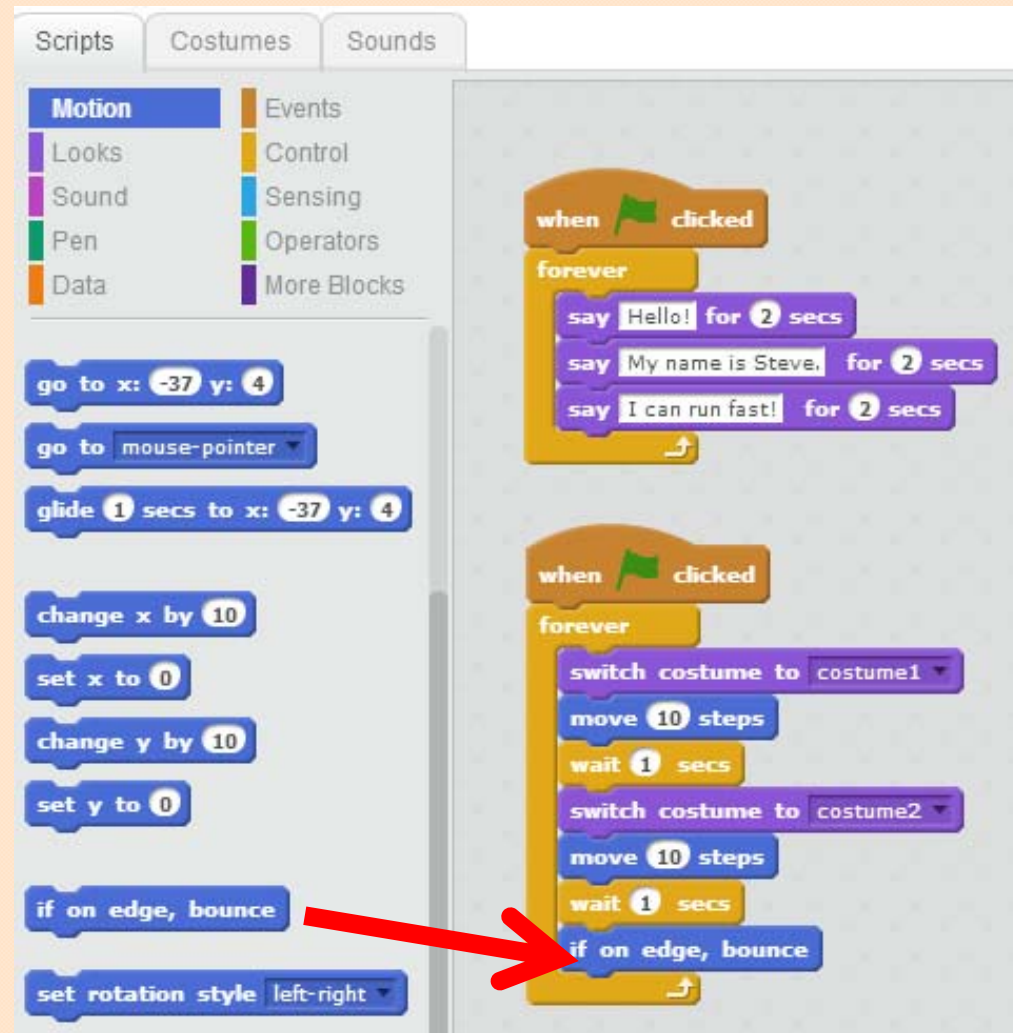 Scripts Costumes Sounds
Motion Events
Looks Control
Sound Sensing
Pen Operators
Data More Blocks
go to x: -37 y: 4
go to mouse-pointer
glide 1 secs to x: -37 y: 4
change x by 10
set x to 0
change y by 10
set y to 0
if on edge, bounce
set rotation style left-right
when clicked
forever
say Hello! for 2 secs
say My name is Steve. for 2 secs
say I can run fast! for 2 secs
when clicked
forever
switch costume to costume1
move 10 steps
wait 1 secs
switch costume to costume2
move 10 steps
wait 1 secs
if on edge, bounce